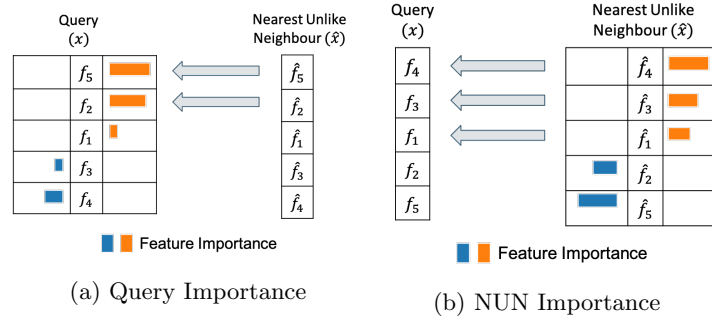 Query
(x)
Nearest Unlike
Neighbour (x̂)
f₅
f₂
f₁
f₃
f₄
f̂₅
f̂₂
f̂₁
f̂₃
f̂₄
Feature Importance
(a) Query Importance
Query
(x)
Nearest Unlike
Neighbour (x̂)
f₄
f₃
f₁
f₂
f₅
f̂₄
f̂₃
f̂₁
f̂₂
f̂₅
Feature Importance
(b) NUN Importance